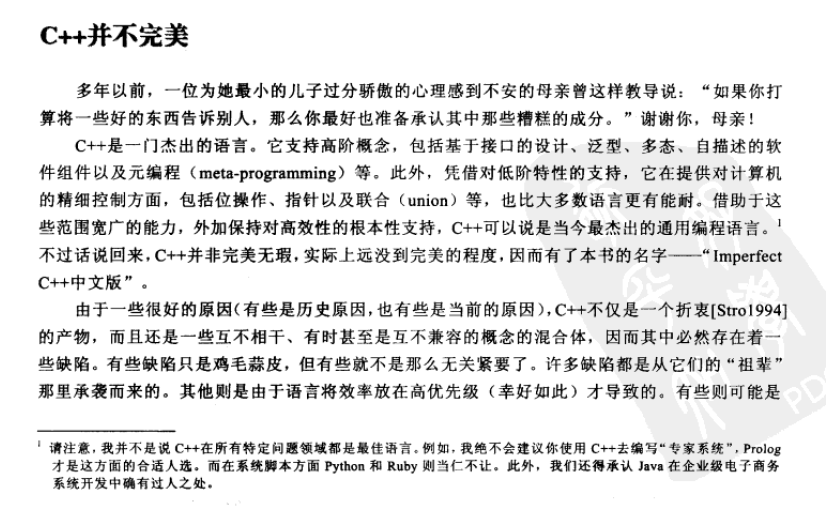 C++并不完美
多年以前，一位为她最小的儿子过分骄傲的心理感到不安的母亲曾这样教导说：“如果你打
算将一些好的东西告诉别人，那么你最好也准备承认其中那些糟糕的成分。”谢谢你，母亲！
C++是一门杰出的语言。它支持高阶概念，包括基于接口的设计、泛型、多态、自描述的软
件组件以及元编程（meta-programming）等。此外，凭借对低阶特性的支持，它在提供对计算机
的精细控制方面，包括位操作、指针以及联合（union）等，也比大多数语言更有能耐。借助于这
些范围宽广的能力，外加保持对高效性的根本性支持，C++可以说是当今最杰出的通用编程语言。1
不过话说回来，C++并非完美无瑕，实际上远没到完美的程度，因而有了本书的名字——“Imperfect
C++中文版”。
由于一些很好的原因（有些是历史原因，也有些是当前的原因），C++不仅是一个折衷[Stro1994]
的产物，而且还是一些互不相干、有时甚至是互不兼容的概念的混合体，因而其中必然存在着一
些缺陷。有些缺陷只是鸡毛蒜皮，但有些就不是那么无关紧要了。许多缺陷都是从它们的“祖辈”
那里承袭而来的。其他则是由于语言将效率放在高优先级（幸好如此）才导致的。有些则可能是
1 请注意，我并不是说 C++在所有特定问题领域都是最佳语言。例如，我绝不会建议你使用 C++去编写“专家系统”，Prolog
才是这方面的合适人选。而在系统脚本方面 Python 和 Ruby 则当仁不让。此外，我们还得承认 Java 在企业级电子商务
系统开发中确有过人之处。